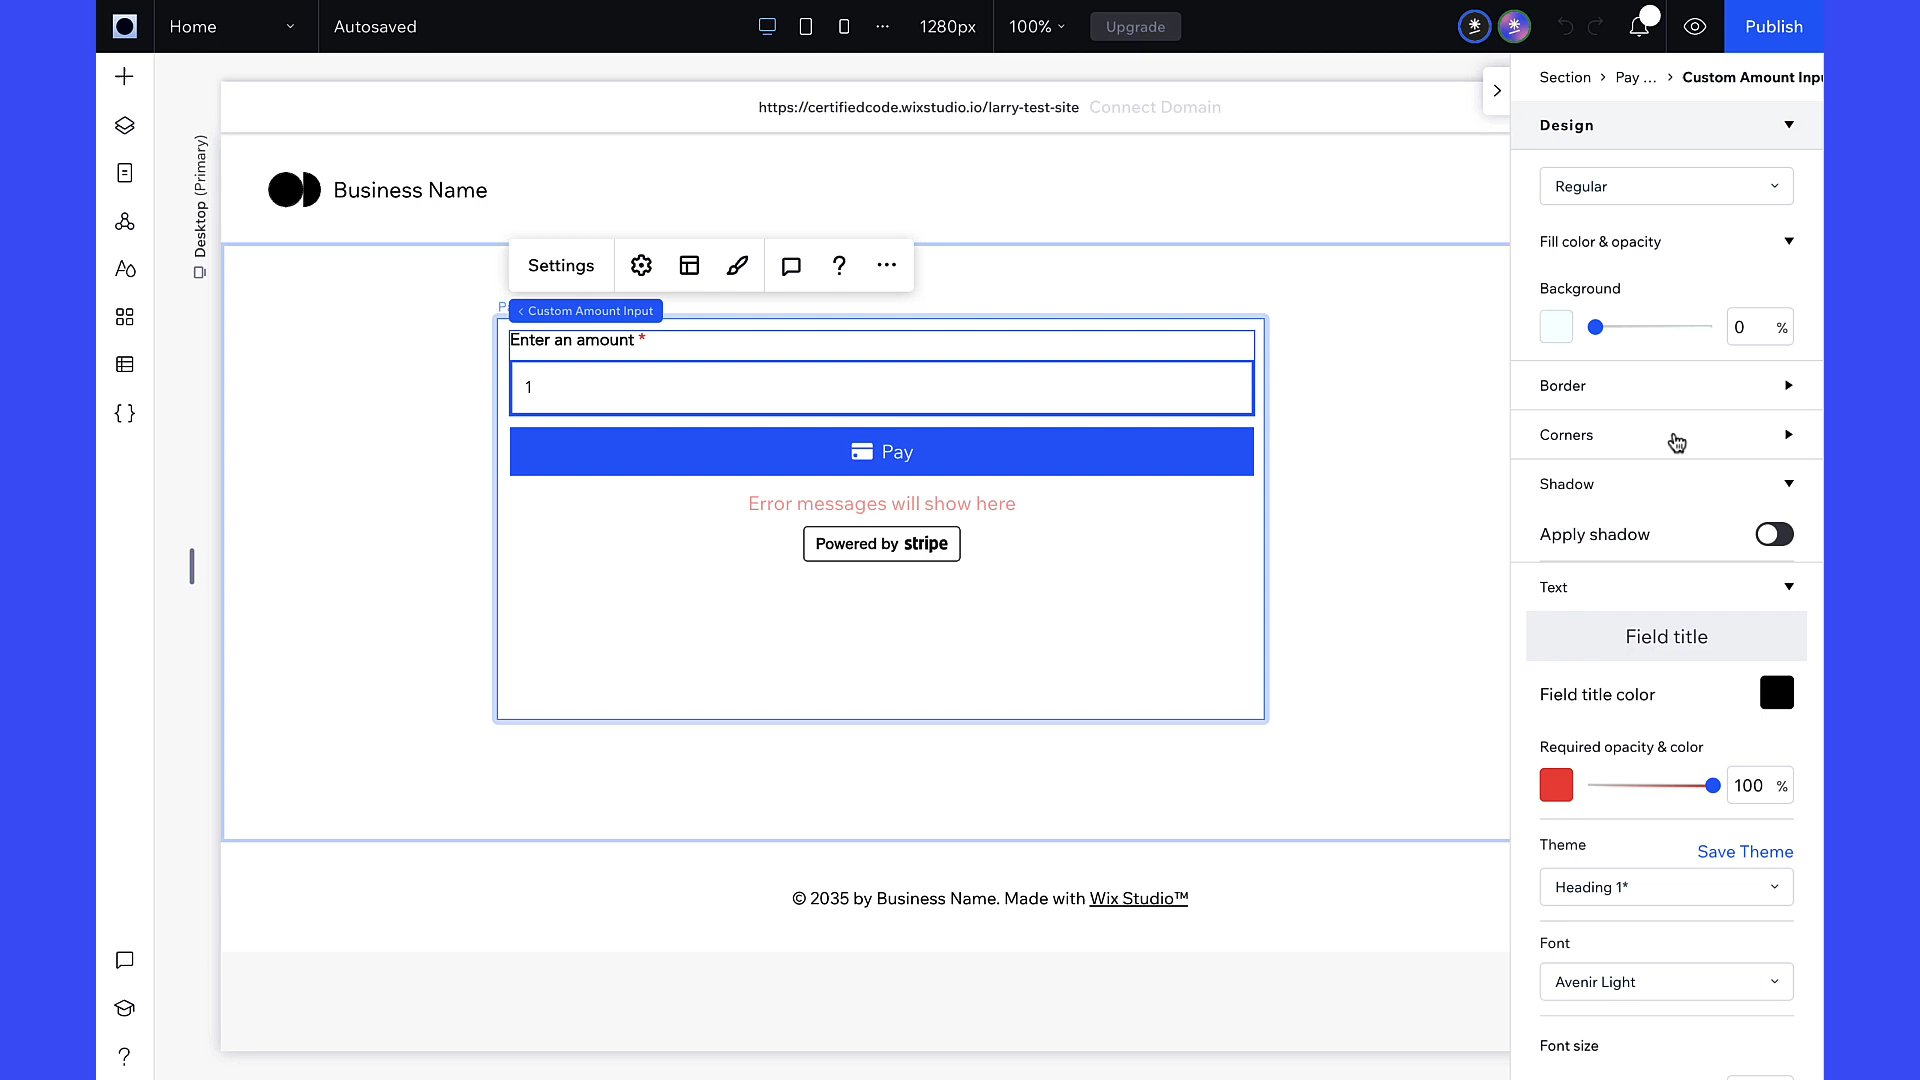 Home
Autosaved
1280px
100%
Upgrade
Publish
Section > Pay ... > Custom Amount Inpu
https://certifiedcode.wixstudio.io/larry-test-site Connect Domain
Desktop (Primary)
Business Name
Settings
Custom Amount Input
Enter an amount *
1
Pay
Error messages will show here
Powered by stripe
© 2035 by Business Name. Made with Wix Studio™
Design
Regular
Fill color & opacity
Background
0 %
Border
Corners
Shadow
Apply shadow
Text
Field title
Field title color
Required opacity & color
100 %
Theme
Save Theme
Heading 1*
Font
Avenir Light
Font size